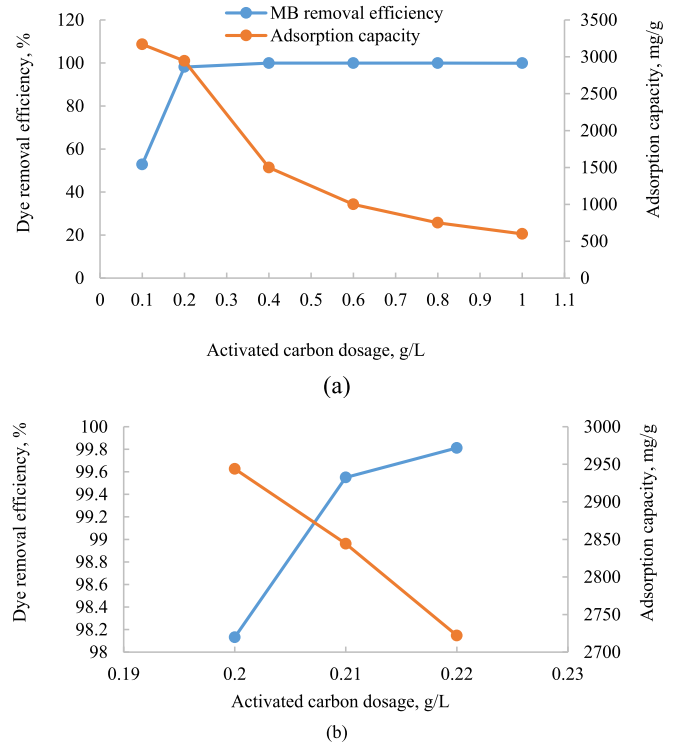 MB removal efficiency
Adsorption capacity
Dye removal efficiency, %
120
100
80
60
40
20
0
3500
3000
2500
2000
1500
1000
500
0
Adsorption capacity, mg/g
0 0.1 0.2 0.3 0.4 0.5 0.6 0.7 0.8 0.9 1 1.1
Activated carbon dosage, g/L
(a)
Dye removal efficiency, %
100
99.8
99.6
99.4
99.2
99
98.8
98.6
98.4
98.2
98
3000
2950
2900
2850
2800
2750
2700
Adsorption capacity, mg/g
0.19 0.2 0.21 0.22 0.23
Activated carbon dosage, g/L
(b)